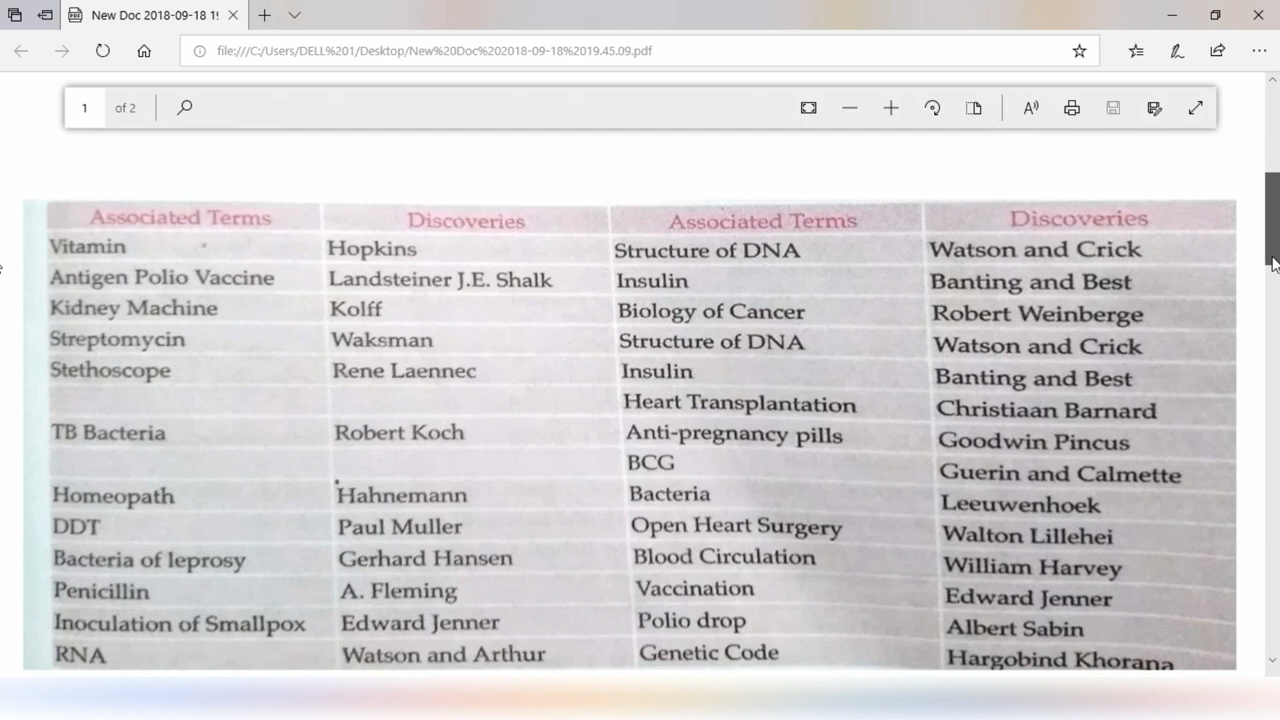 New Doc 2018-09-18 19
file:///C:/Users/DELL%201/Desktop/New%20Doc%202018-09-18%2019.45.09.pdf
1 of 2
Associated Terms Discoveries Associated Terms Discoveries
Vitamin Hopkins Structure of DNA Watson and Crick
Antigen Polio Vaccine Landsteiner J.E. Shalk Insulin Banting and Best
Kidney Machine Kolff Biology of Cancer Robert Weinberge
Streptomycin Waksman Structure of DNA Watson and Crick
Stethoscope Rene Laennec Insulin Banting and Best
Heart Transplantation Christiaan Barnard
TB Bacteria Robert Koch Anti-pregnancy pills Goodwin Pincus
BCG Guerin and Calmette
Homeopath Hahnemann Bacteria Leeuwenhoek
DDT Paul Muller Open Heart Surgery Walton Lillehei
Bacteria of leprosy Gerhard Hansen Blood Circulation William Harvey
Penicillin A. Fleming Vaccination Edward Jenner
Inoculation of Smallpox Edward Jenner Polio drop Albert Sabin
RNA Watson and Arthur Genetic Code Hargobind Khorana